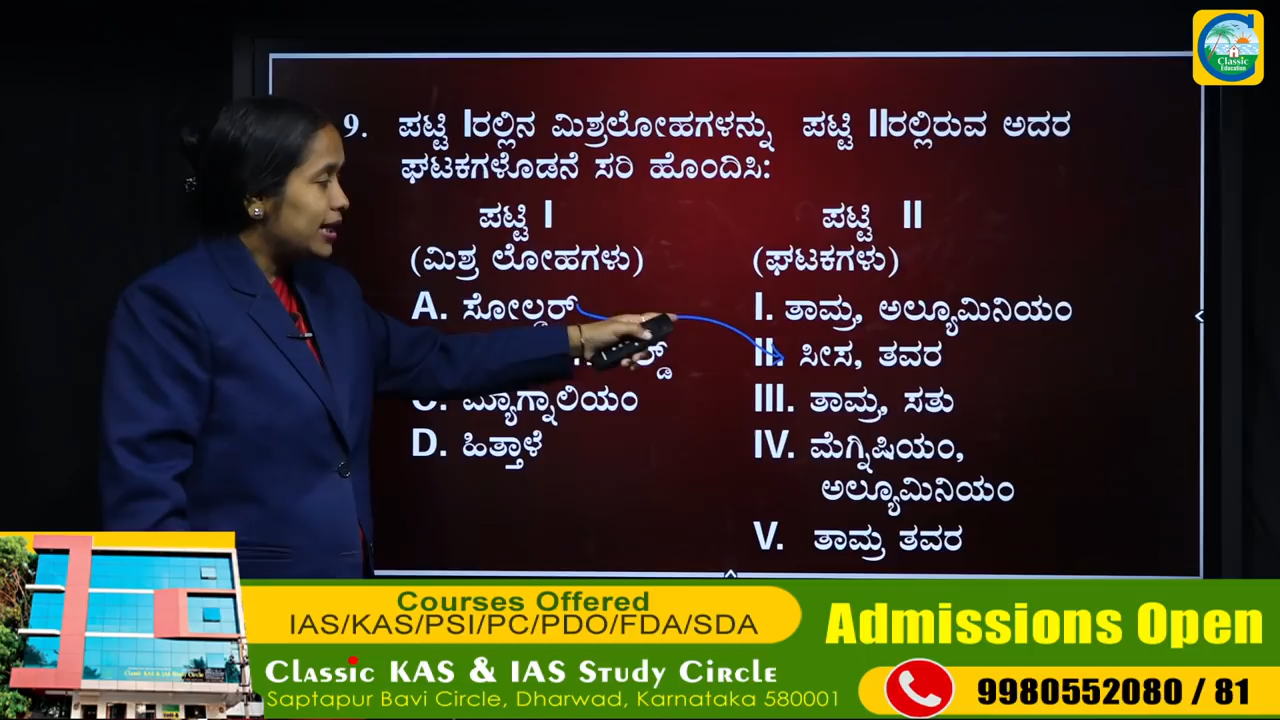 Classic
Education
9. ಪಟ್ಟಿ Iರಲ್ಲಿನ ಮಿಶ್ರಲೋಹಗಳನ್ನು ಪಟ್ಟಿ IIರಲ್ಲಿರುವ ಅದರ
ಘಟಕಗಳೊಡನೆ ಸರಿ ಹೊಂದಿಸಿ:
ಪಟ್ಟಿ I ಪಟ್ಟಿ II
(ಮಿಶ್ರ ಲೋಹಗಳು) (ಘಟಕಗಳು)
A. ಸೋಲ್ಡರ್ I. ತಾಮ್ರ, ಅಲ್ಯೂಮಿನಿಯಂ
II. ಸೀಸ, ತವರ
C. ಮ್ಯಾಗ್ನಾಲಿಯಂ III. ತಾಮ್ರ, ಸತು
D. ಹಿತ್ತಾಳೆ IV. ಮೆಗ್ನಿಷಿಯಂ,
ಅಲ್ಯೂಮಿನಿಯಂ
V. ತಾಮ್ರ ತವರ
Courses Offered
IAS/KAS/PSI/PC/PDO/FDA/SDA
Admissions Open
Classic KAS & IAS Study Circle
Saptapur Bavi Circle, Dharwad, Karnataka 580001
9980552080 / 81